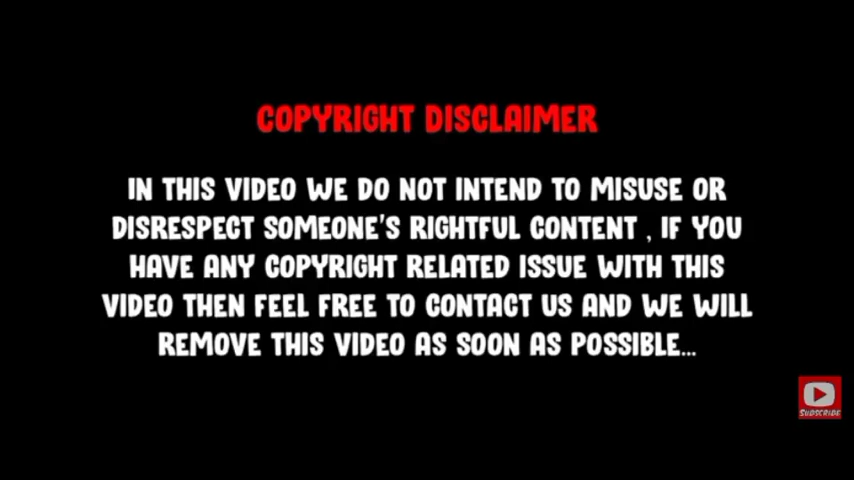 COPYRIGHT DISCLAIMER
IN THIS VIDEO WE DO NOT INTEND TO MISUSE OR
DISRESPECT SOMEONE'S RIGHTFUL CONTENT , IF YOU
HAVE ANY COPYRIGHT RELATED ISSUE WITH THIS
VIDEO THEN FEEL FREE TO CONTACT US AND WE WILL
REMOVE THIS VIDEO AS SOON AS POSSIBLE...
SUBSCRIBE